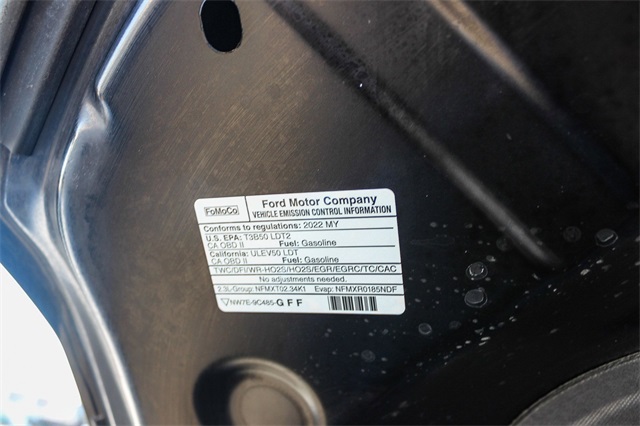 FoMoCo
Ford Motor Company
VEHICLE EMISSION CONTROL INFORMATION
Conforms to regulations: 2022 MY
U.S. EPA: T3B50 LDT2
CA OBD II Fuel: Gasoline
California: ULEV50 LDT
CA OBD II Fuel: Gasoline
TWC/DFI/WR-HO2S/HO2S/EGR/EGRC/TC/CAC
No adjustments needed.
2.3L-Group: NFMXT02.34K1 Evap: NFMXR0185NDF
NW7E-9C485-GFF